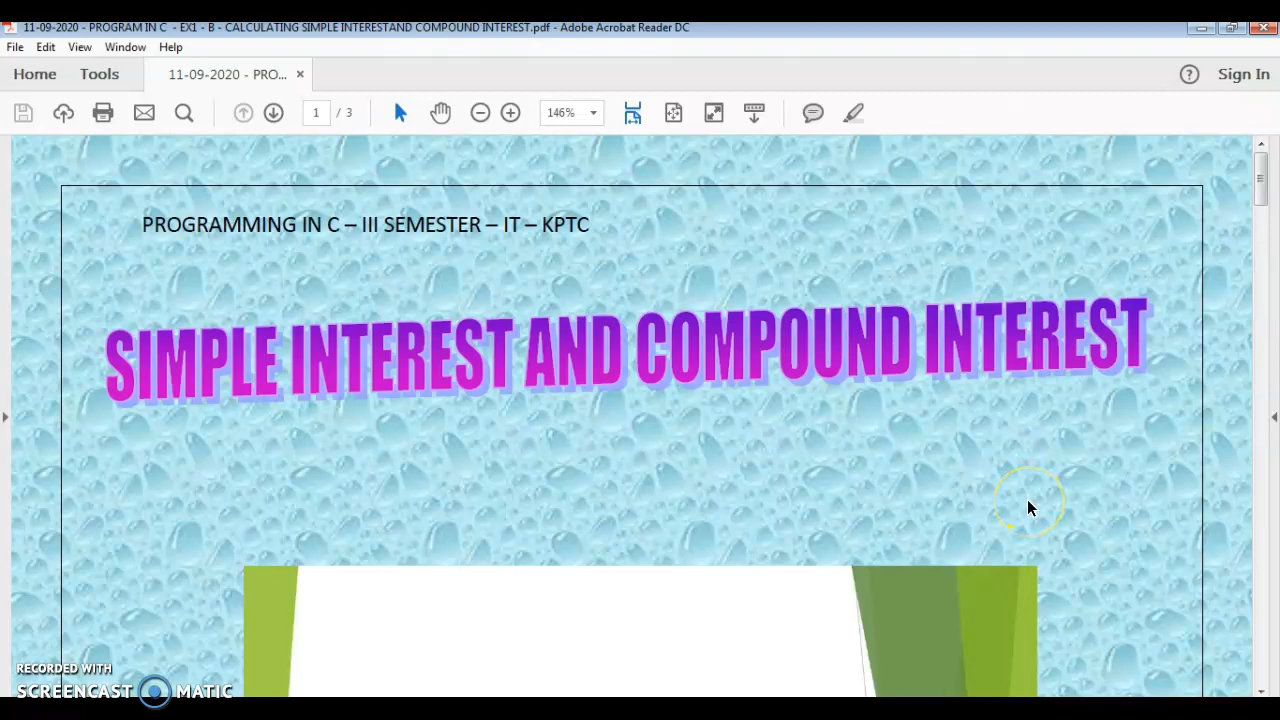 11-09-2020 - PROGRAM IN C - EX1 - B - CALCULATING SIMPLE INTERESTAND COMPOUND INTEREST.pdf - Adobe Acrobat Reader DC
File Edit View Window Help
Home Tools 11-09-2020 - PRO... × Sign In
1 / 3 146%
PROGRAMMING IN C – III SEMESTER – IT – KPTC
SIMPLE INTEREST AND COMPOUND INTEREST
RECORDED WITH
SCREENCAST MATIC